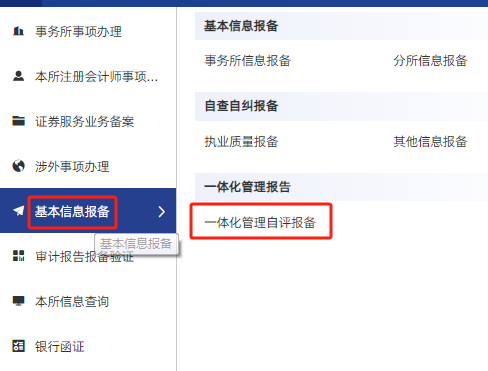 事务所事项办理
本所注册会计师事项...
证券服务业务备案
涉外事项办理
基本信息报备
基本信息报备
审计报告报备验证
本所信息查询
银行函证
基本信息报备
事务所信息报备 分所信息报备
自查自纠报备
执业质量报备 其他信息报备
一体化管理报告
一体化管理自评报备